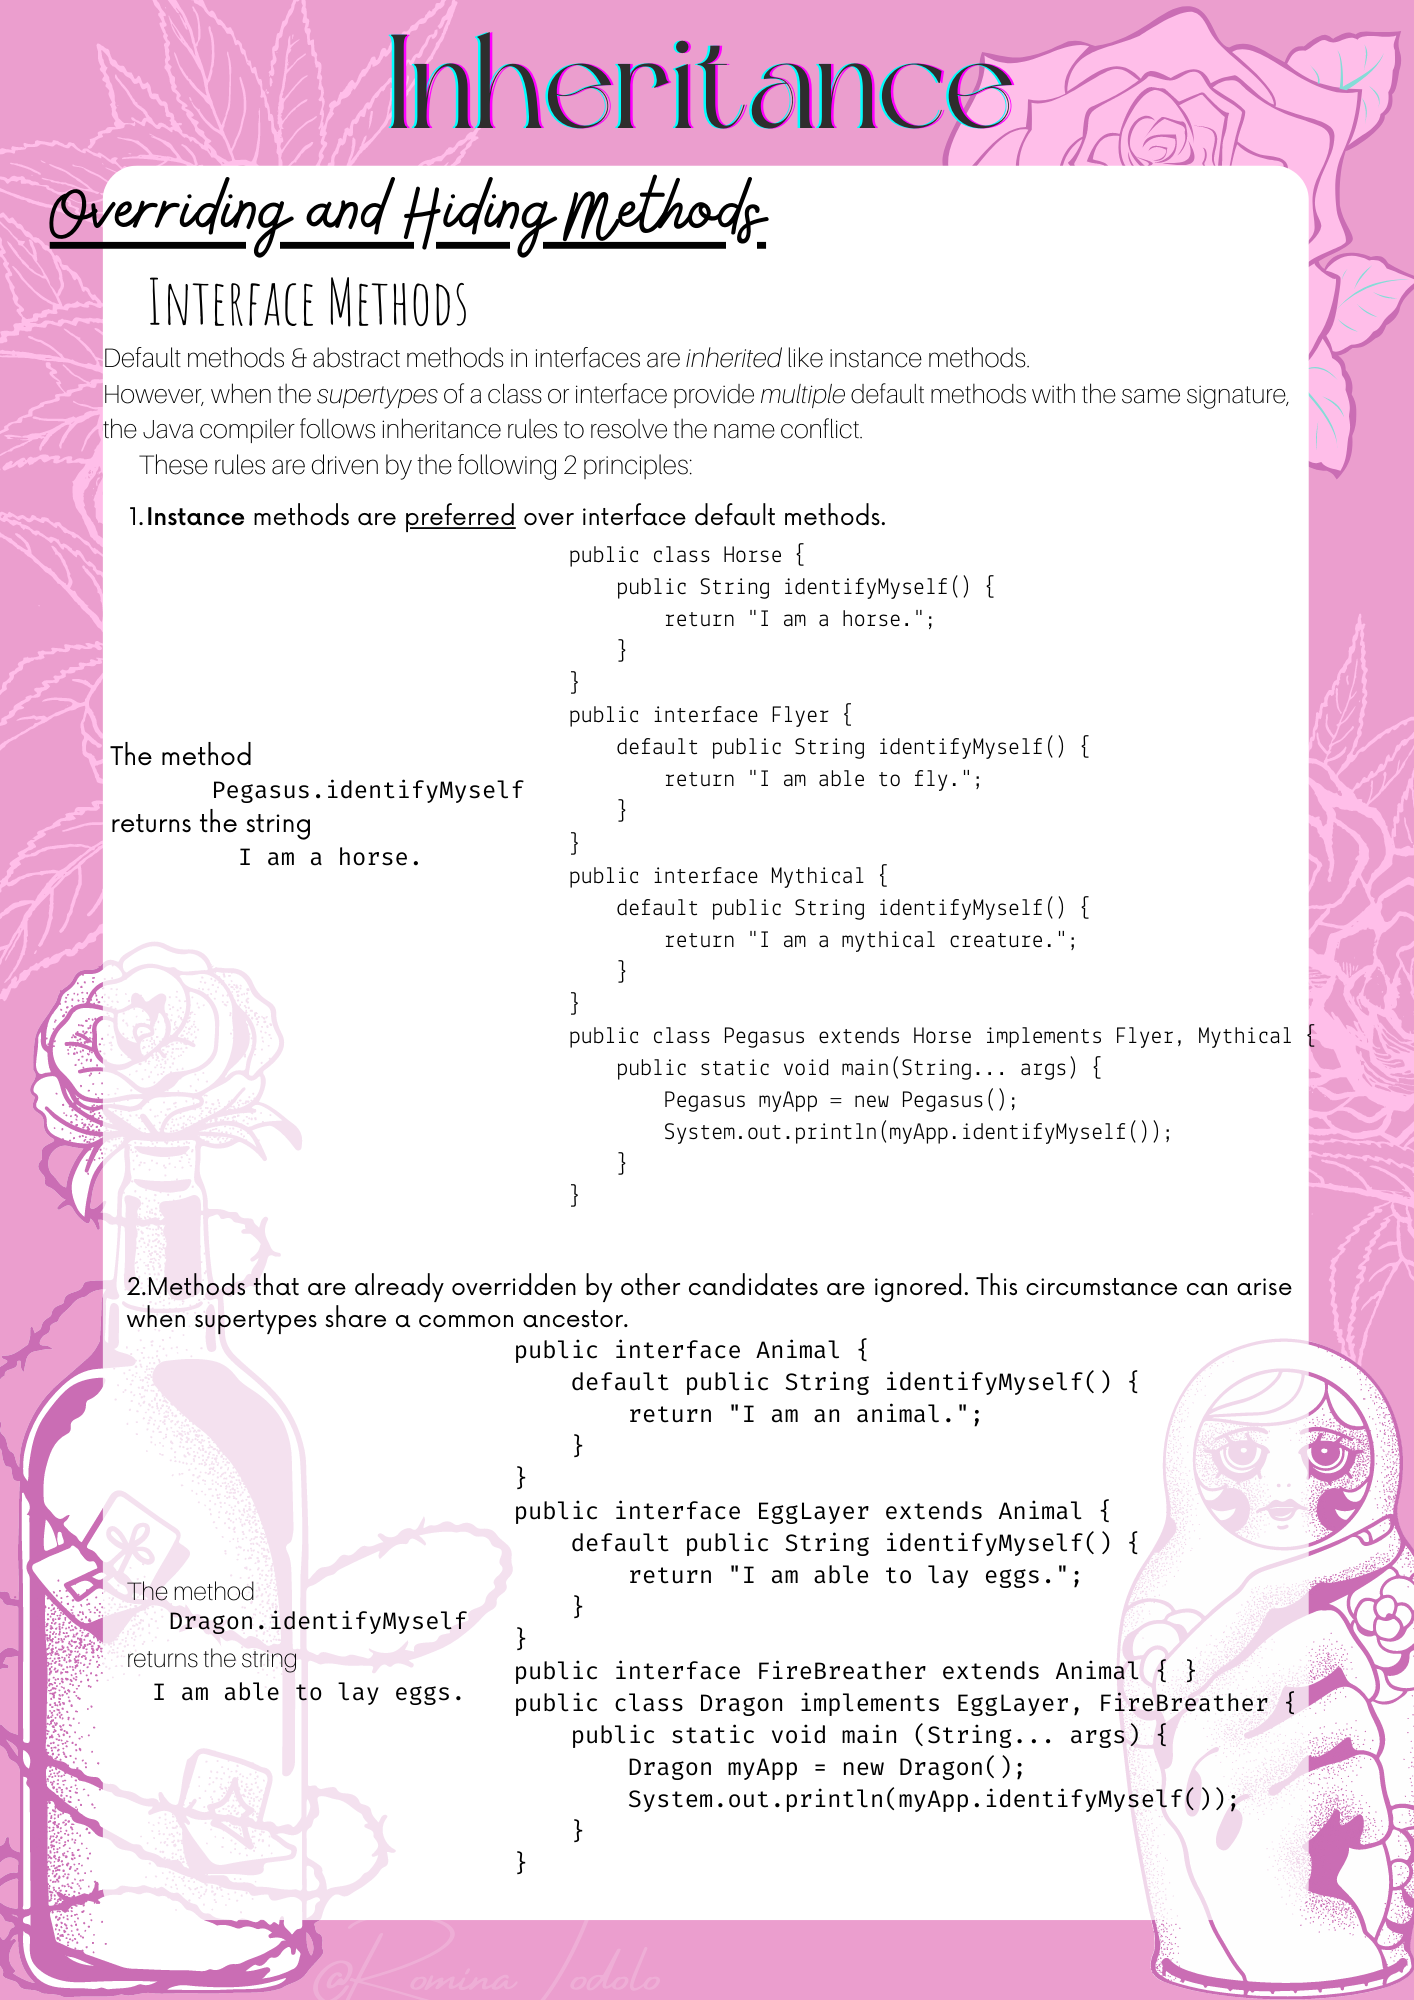 Inheritance
Overriding and Hiding Methods
Interface Methods
Default methods & abstract methods in interfaces are inherited like instance methods.
However, when the supertypes of a class or interface provide multiple default methods with the same signature,
the Java compiler follows inheritance rules to resolve the name conflict.
These rules are driven by the following 2 principles:
1.Instance methods are preferred over interface default methods.
public class Horse {
    public String identifyMyself() {
        return "I am a horse.";
    }
}
public interface Flyer {
    default public String identifyMyself() {
        return "I am able to fly.";
    }
}
public interface Mythical {
    default public String identifyMyself() {
        return "I am a mythical creature.";
    }
}
public class Pegasus extends Horse implements Flyer, Mythical {
    public static void main(String... args) {
        Pegasus myApp = new Pegasus();
        System.out.println(myApp.identifyMyself());
    }
}
The method
Pegasus.identifyMyself
returns the string
I am a horse.
2.Methods that are already overridden by other candidates are ignored. This circumstance can arise
when supertypes share a common ancestor.
public interface Animal {
    default public String identifyMyself() {
        return "I am an animal.";
    }
}
public interface EggLayer extends Animal {
    default public String identifyMyself() {
        return "I am able to lay eggs.";
    }
}
public interface FireBreather extends Animal { }
public class Dragon implements EggLayer, FireBreather {
    public static void main (String... args) {
        Dragon myApp = new Dragon();
        System.out.println(myApp.identifyMyself());
    }
}
The method
Dragon.identifyMyself
returns the string
I am able to lay eggs.
@Romina Iodolo